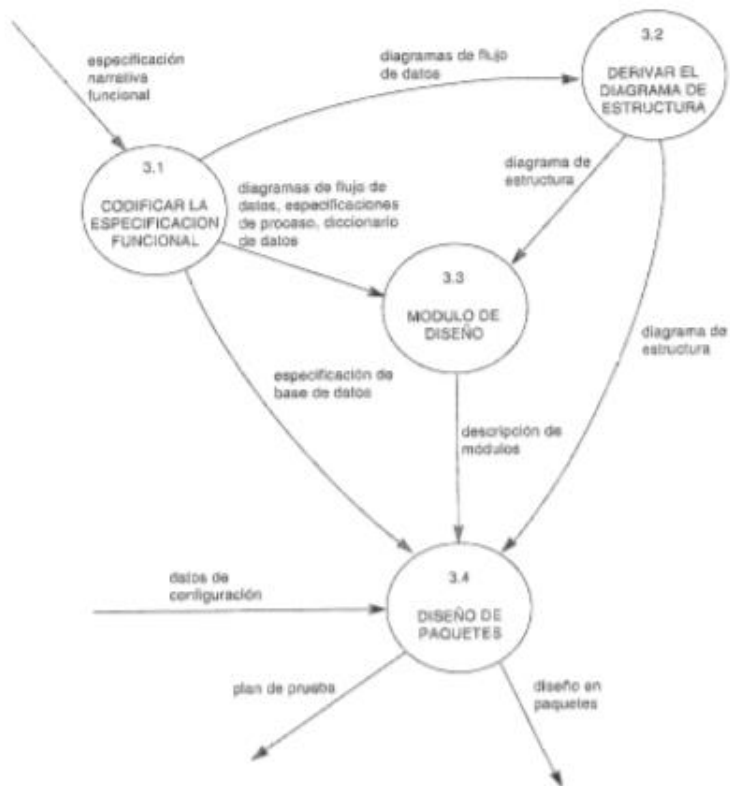 especificación
narrativa
funcional
diagramas de flujo
de datos
3.2
DERIVAR EL
DIAGRAMA DE
ESTRUCTURA
3.1
CODIFICAR LA
ESPECIFICACION
FUNCIONAL
diagramas de flujo de
datos, especificaciones
de proceso, diccionario
de datos
diagrama de
estructura
3.3
MODULO DE
DISEÑO
diagrama de
estructura
especificación de
base de datos
descripción de
módulos
datos de
configuración
3.4
DISEÑO DE
PAQUETES
plan de prueba
diseño en
paquetes